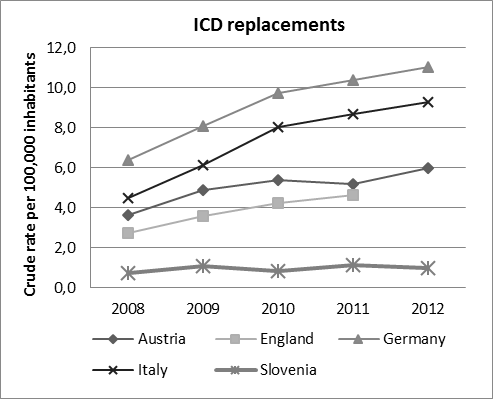 ICD replacements
Crude rate per 100,000 inhabitants
12,0
10,0
8,0
6,0
4,0
2,0
0,0
2008 2009 2010 2011 2012
Austria England Germany
Italy Slovenia